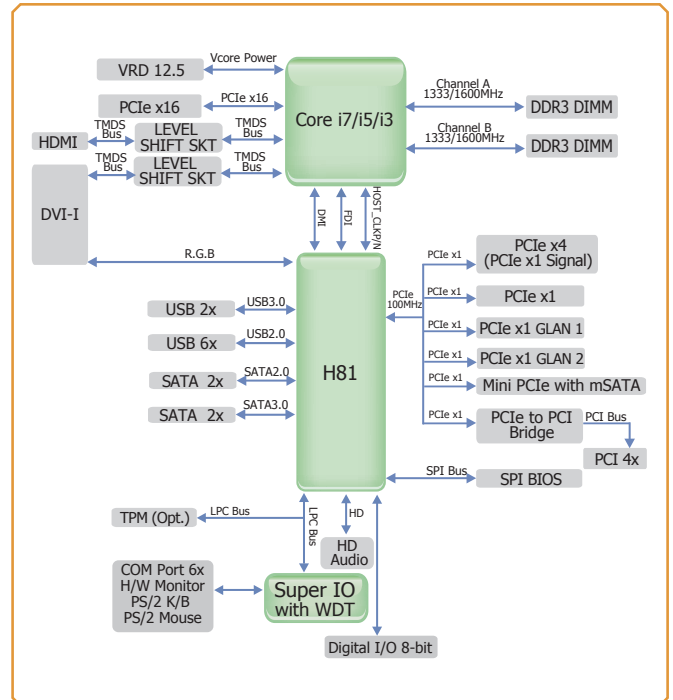 Vcore Power
VRD 12.5
PCIe x16
PCIe x16
Core i7/i5/i3
Channel A
1333/1600MHz
DDR3 DIMM
Channel B
1333/1600MHz
DDR3 DIMM
HDMI
TMDS
Bus
LEVEL
SHIFT SKT
TMDS
Bus
TMDS
Bus
LEVEL
SHIFT SKT
TMDS
Bus
DVI-I
DMI
FDI
HOST_CLKP/N
R.G.B
H81
USB 2x
USB3.0
USB 6x
USB2.0
SATA 2x
SATA2.0
SATA 2x
SATA3.0
PCIe
100MHz
PCIe x1
PCIe x4
(PCIe x1 Signal)
PCIe x1
PCIe x1
PCIe x1
PCIe x1 GLAN 1
PCIe x1
PCIe x1 GLAN 2
PCIe x1
Mini PCIe with mSATA
PCIe x1
PCIe to PCI
Bridge
PCI Bus
PCI 4x
SPI Bus
SPI BIOS
TPM (Opt.)
LPC Bus
LPC Bus
HD
HD
Audio
COM Port 6x
H/W Monitor
PS/2 K/B
PS/2 Mouse
Super IO
with WDT
Digital I/O 8-bit